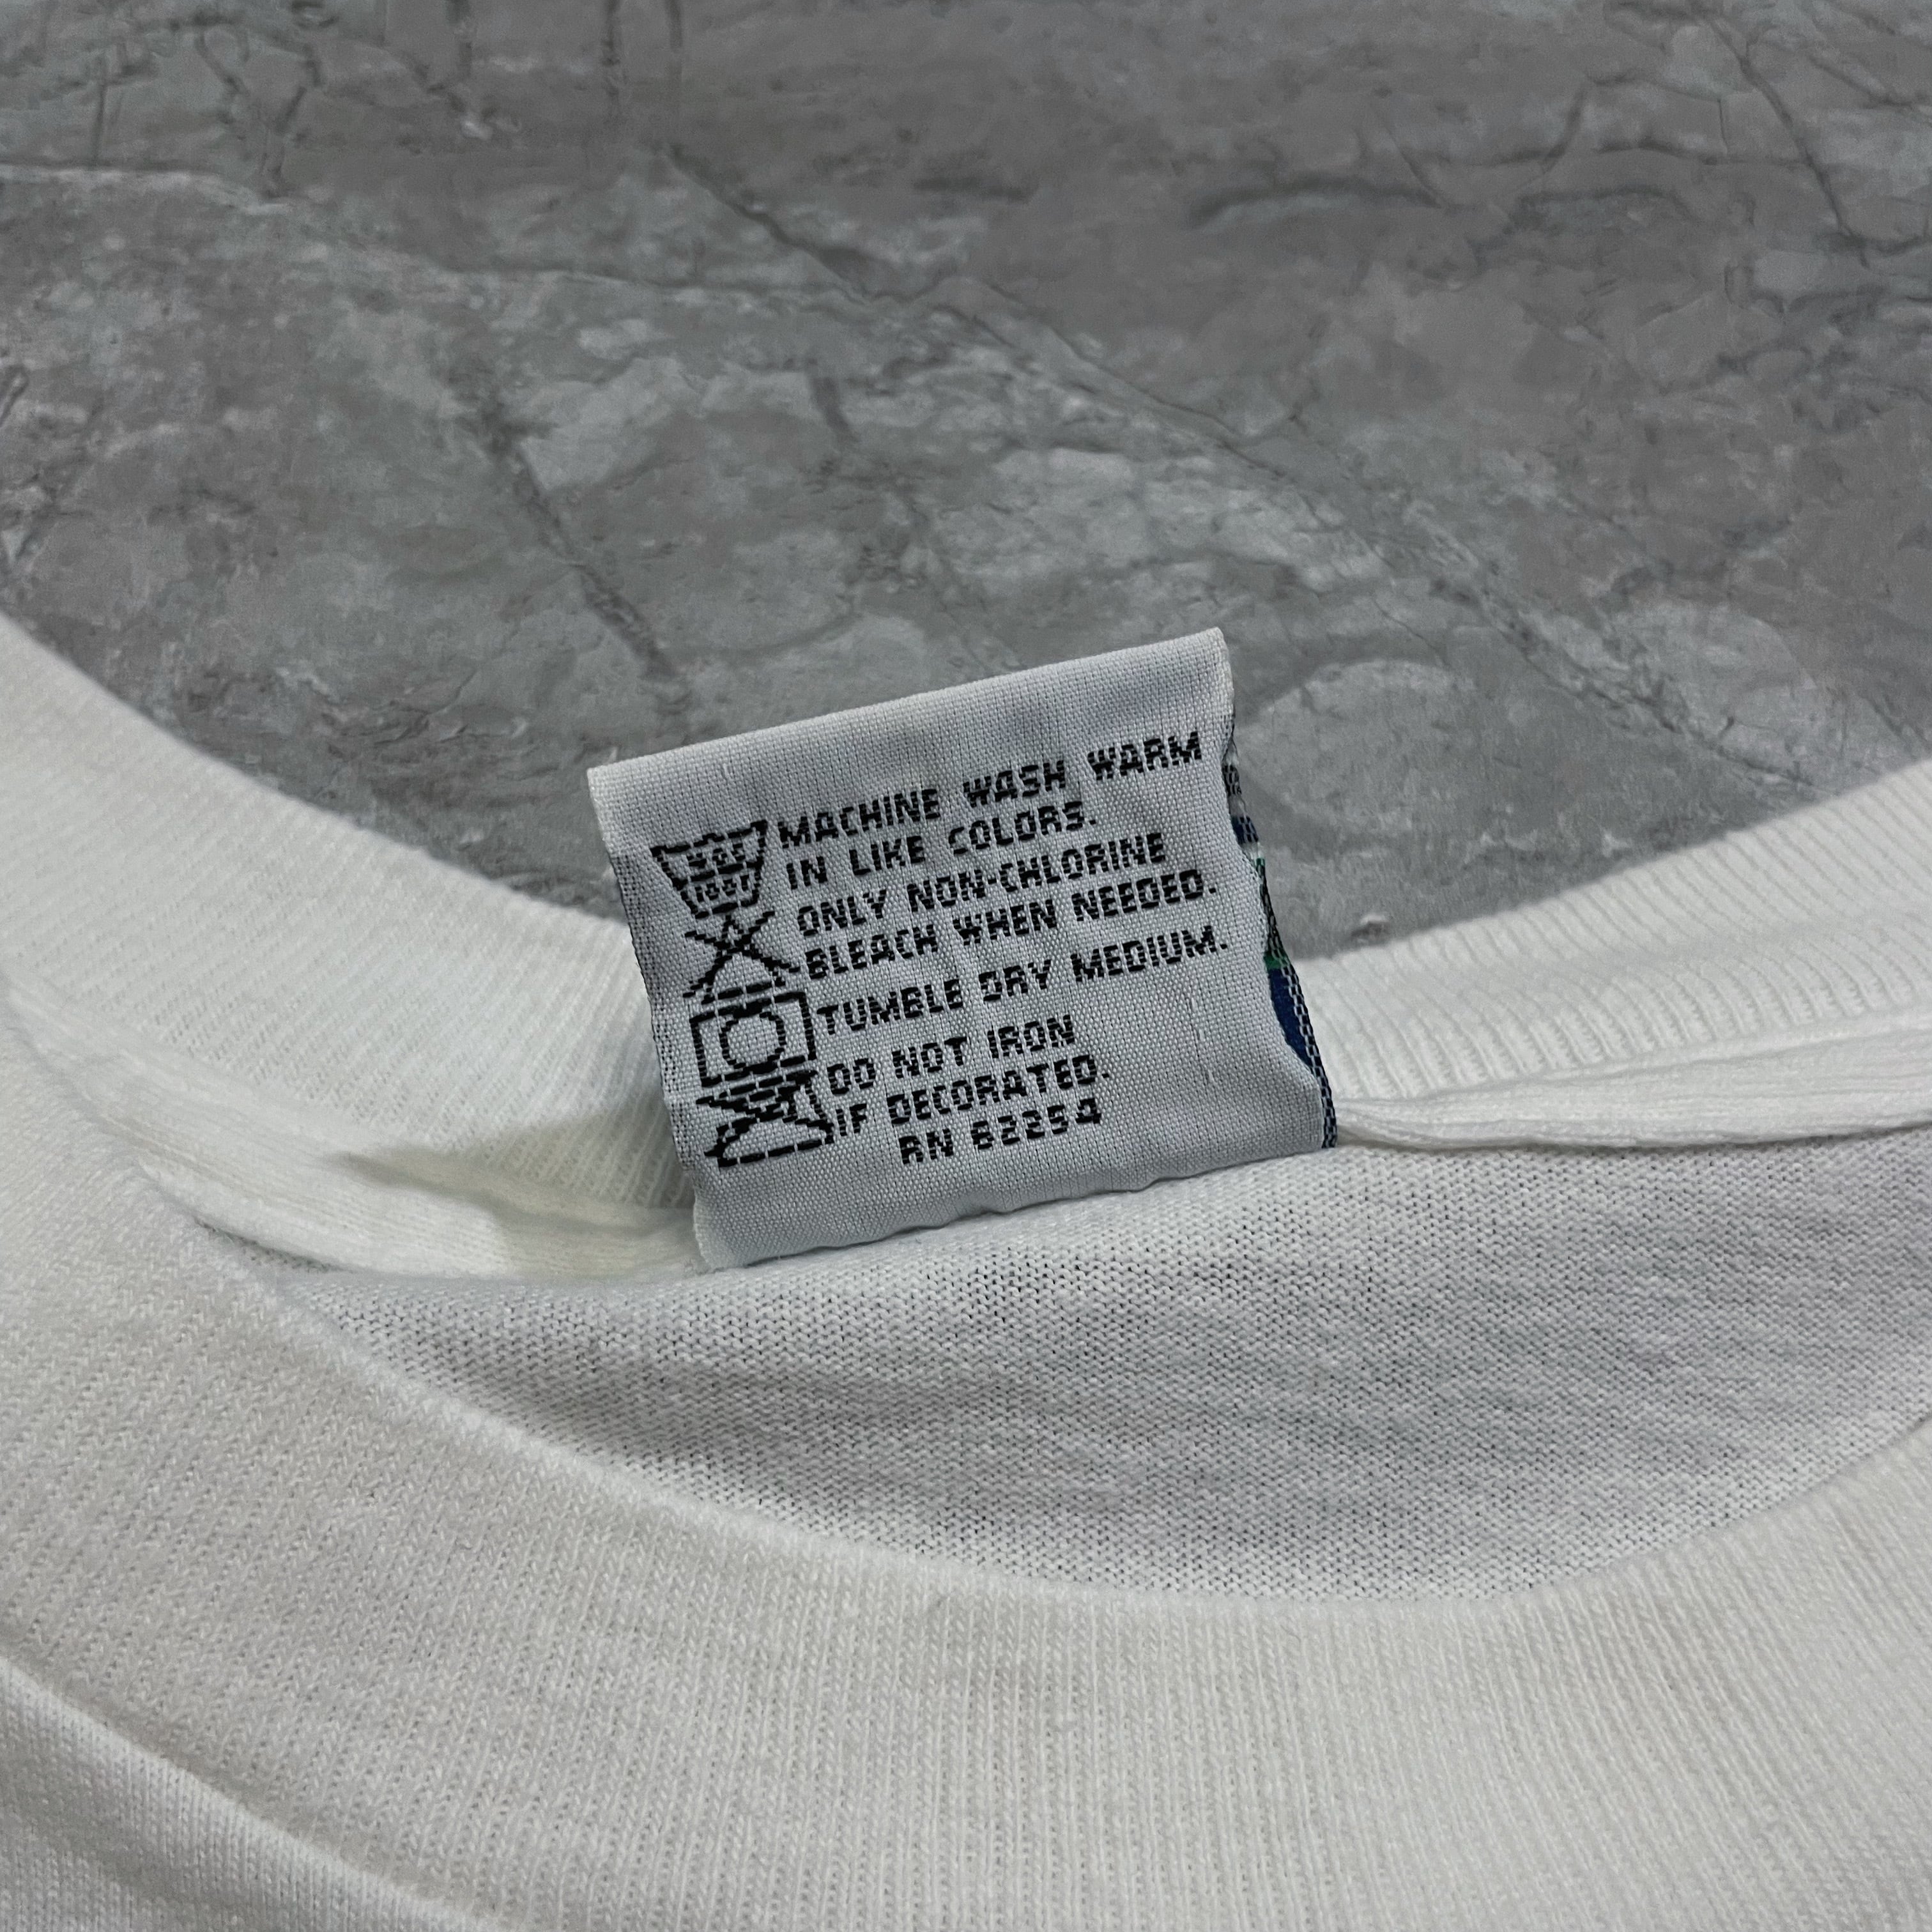 MACHINE WASH WARM
IN LIKE COLORS.
ONLY NON-CHLORINE
BLEACH WHEN NEEDED.
TUMBLE DRY MEDIUM.
DO NOT IRON
IF DECORATED.
RN 62254